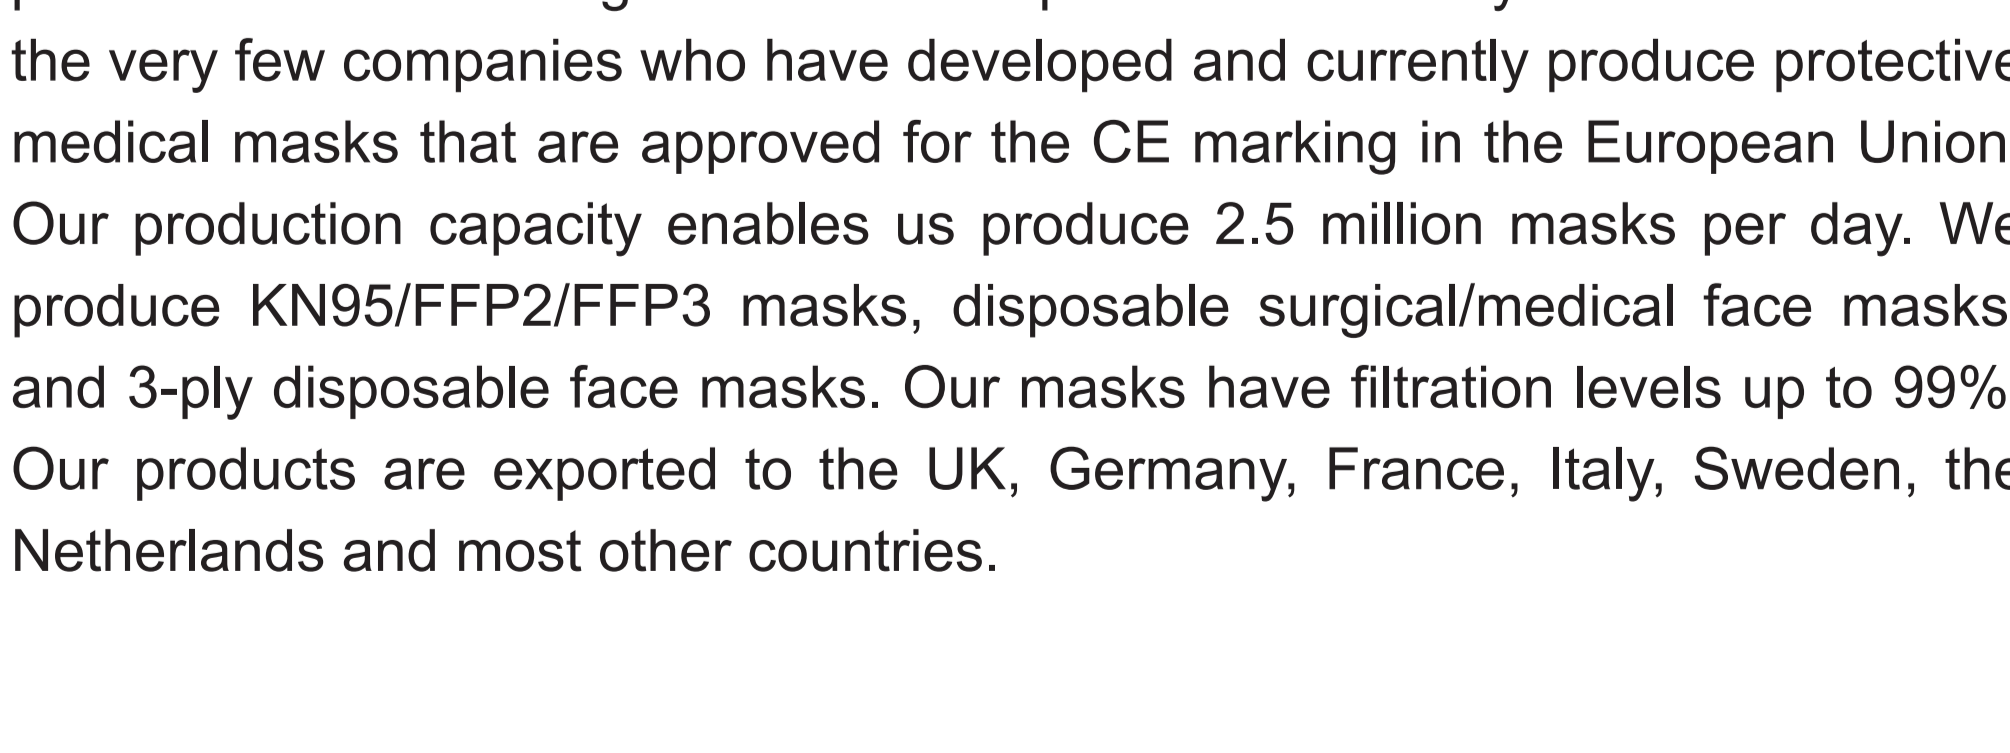 the very few companies who have developed and currently produce protective
medical masks that are approved for the CE marking in the European Union
Our production capacity enables us produce 2.5 million masks per day. We
produce KN95/FFP2/FFP3 masks, disposable surgical/medical face masks
and 3-ply disposable face masks. Our masks have filtration levels up to 99%
Our products are exported to the UK, Germany, France, Italy, Sweden, the
Netherlands and most other countries.